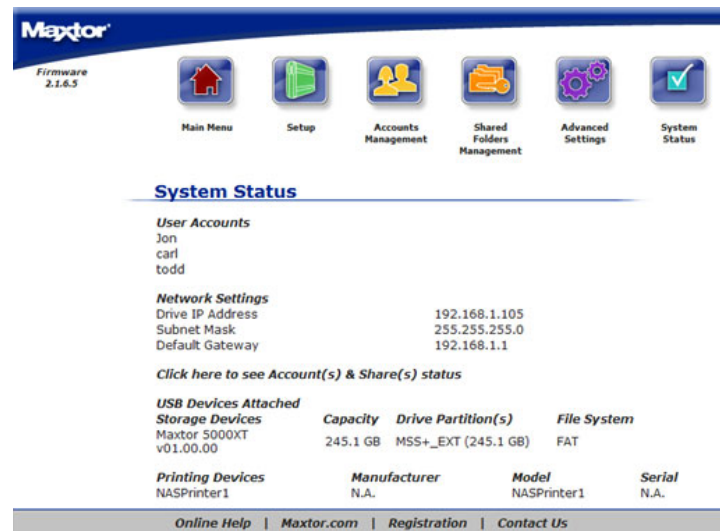 Maxtor
Firmware
2.1.6.5
Main Menu
Setup
Accounts
Management
Shared
Folders
Management
Advanced
Settings
System
Status
System Status
User Accounts
Jon
carl
todd
Network Settings
Drive IP Address 192.168.1.105
Subnet Mask 255.255.255.0
Default Gateway 192.168.1.1
Click here to see Account(s) & Share(s) status
USB Devices Attached
Storage Devices Capacity Drive Partition(s) File System
Maxtor 5000XT
v01.00.00 245.1 GB MSS+_EXT (245.1 GB) FAT
Printing Devices Manufacturer Model Serial
NASPrinter1 N.A. NASPrinter1 N.A.
Online Help | Maxtor.com | Registration | Contact Us